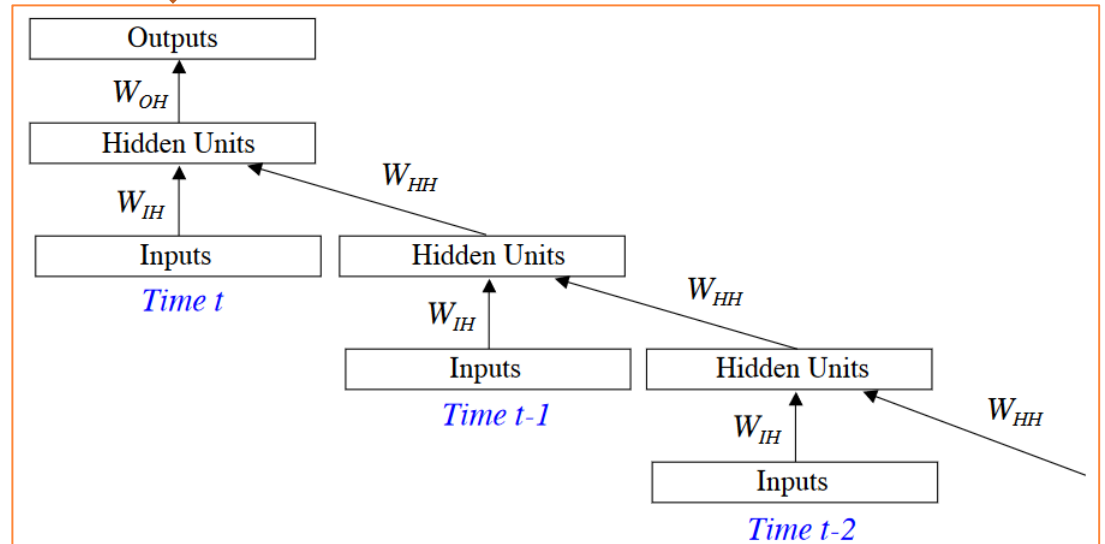 Outputs
W_OH
Hidden Units
W_HH
W_IH
Inputs
Hidden Units
Time t
W_HH
W_IH
Inputs
Hidden Units
Time t-1
W_HH
W_IH
Inputs
Time t-2